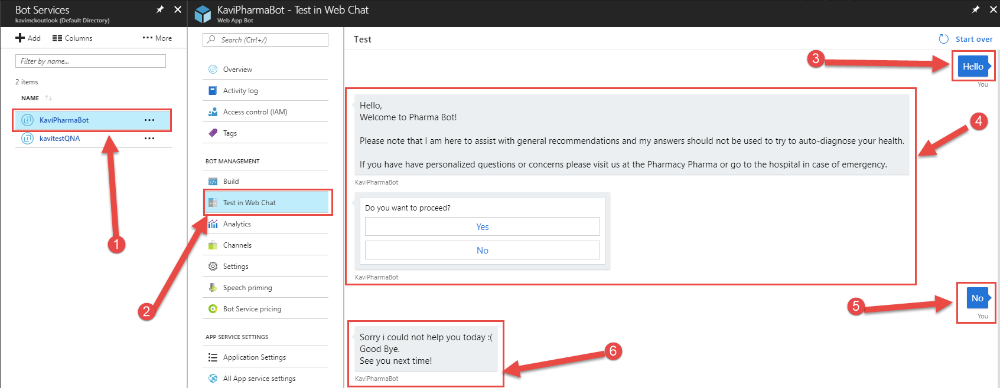 Bot Services
kavimckoutlook (Default Directory)
Add
Columns
More
Filter by name...
2 items
NAME
KaviPharmaBot
kavitestQNA
1
KaviPharmaBot - Test in Web Chat
Web App Bot
Search (Ctrl+/)
Overview
Activity log
Access control (IAM)
Tags
BOT MANAGEMENT
Build
Test in Web Chat
Analytics
Channels
Settings
Speech priming
Bot Service pricing
APP SERVICE SETTINGS
Application Settings
All App service settings
2
Test
Start over
3
Hello
You
Hello,
Welcome to Pharma Bot!
Please note that I am here to assist with general recommendations and my answers should not be used to try to auto-diagnose your health.
If you have have personalized questions or concerns please visit us at the Pharmacy Pharma or go to the hospital in case of emergency.
KaviPharmaBot
4
Do you want to proceed?
Yes
No
KaviPharmaBot
5
No
You
Sorry i could not help you today :(
Good Bye.
See you next time!
KaviPharmaBot
6